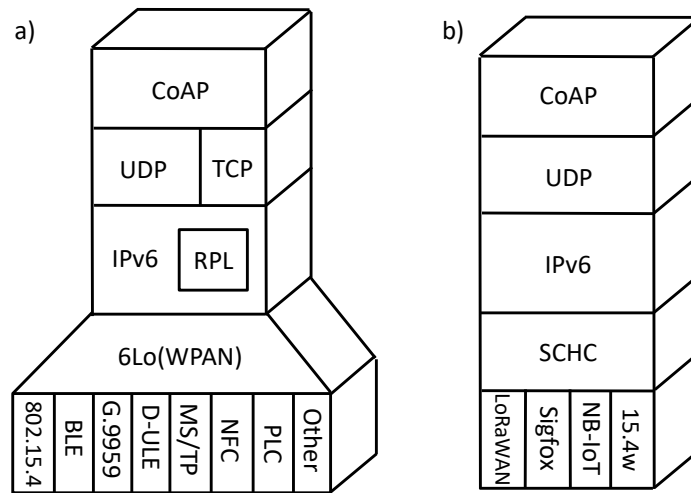 a)
CoAP
UDP TCP
IPv6 RPL
6Lo(WPAN)
802.15.4
BLE
G.9959
D-ULE
MS/TP
NFC
PLC
Other
b)
CoAP
UDP
IPv6
SCHC
LoRaWAN
Sigfox
NB-IoT
15.4w